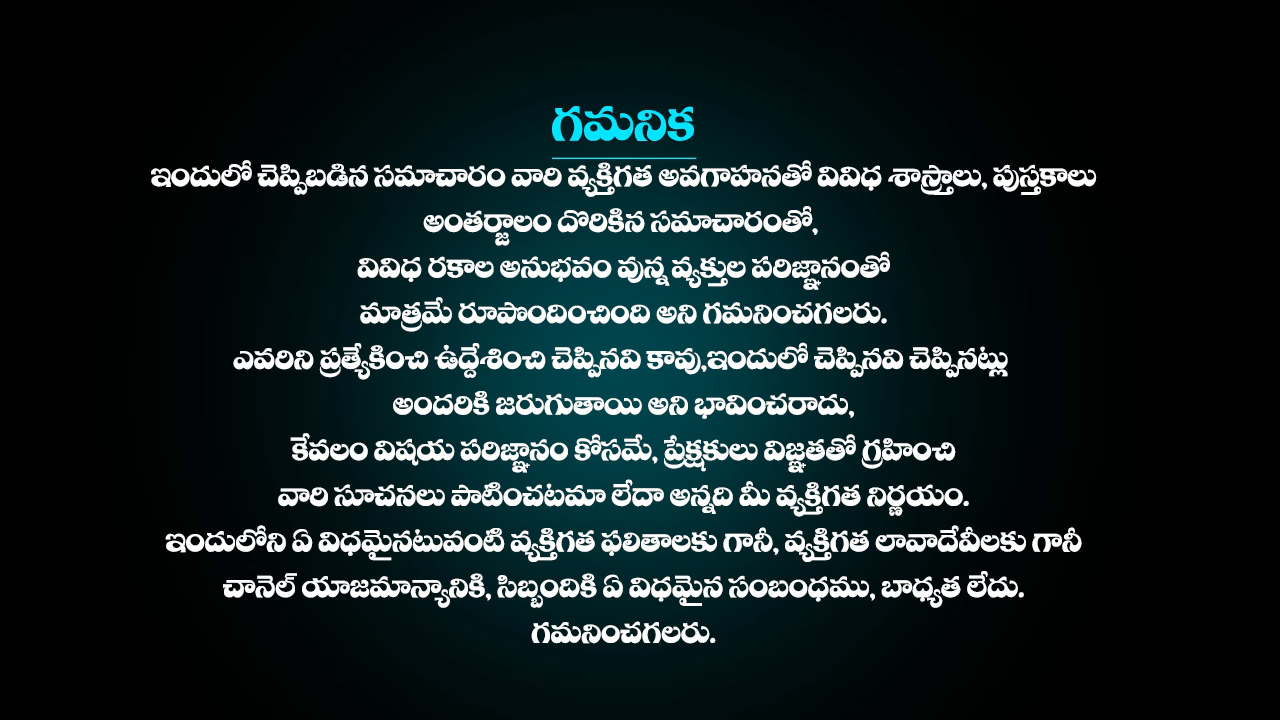 గమనిక
ఇందులో చెప్పిబడిన సమాచారం వారి వ్యక్తిగత అవగాహనతో వివిధ శాస్త్రాలు, పుస్తకాలు
అంతర్జాలం దొరికిన సమాచారంతో,
వివిధ రకాల అనుభవం వున్న వ్యక్తుల పరిజ్ఞానంతో
మాత్రమే రూపొందించింది అని గమనించగలరు.
ఎవరిని ప్రత్యేకించి ఉద్దేశించి చెప్పినవి కావు,ఇందులో చెప్పినవి చెప్పినట్లు
అందరికి జరుగుతాయి అని భావించరాదు,
కేవలం విషయ పరిజ్ఞానం కోసమే, ప్రేక్షకులు విజ్ఞతతో గ్రహించి
వారి సూచనలు పాటించటమా లేదా అన్నది మీ వ్యక్తిగత నిర్ణయం.
ఇందులోని ఏ విధమైనటువంటి వ్యక్తిగత ఫలితాలకు గానీ, వ్యక్తిగత లావాదేవీలకు గానీ
చానెల్ యాజమాన్యానికి, సిబ్బందికి ఏ విధమైన సంబంధము, బాధ్యత లేదు.
గమనించగలరు.